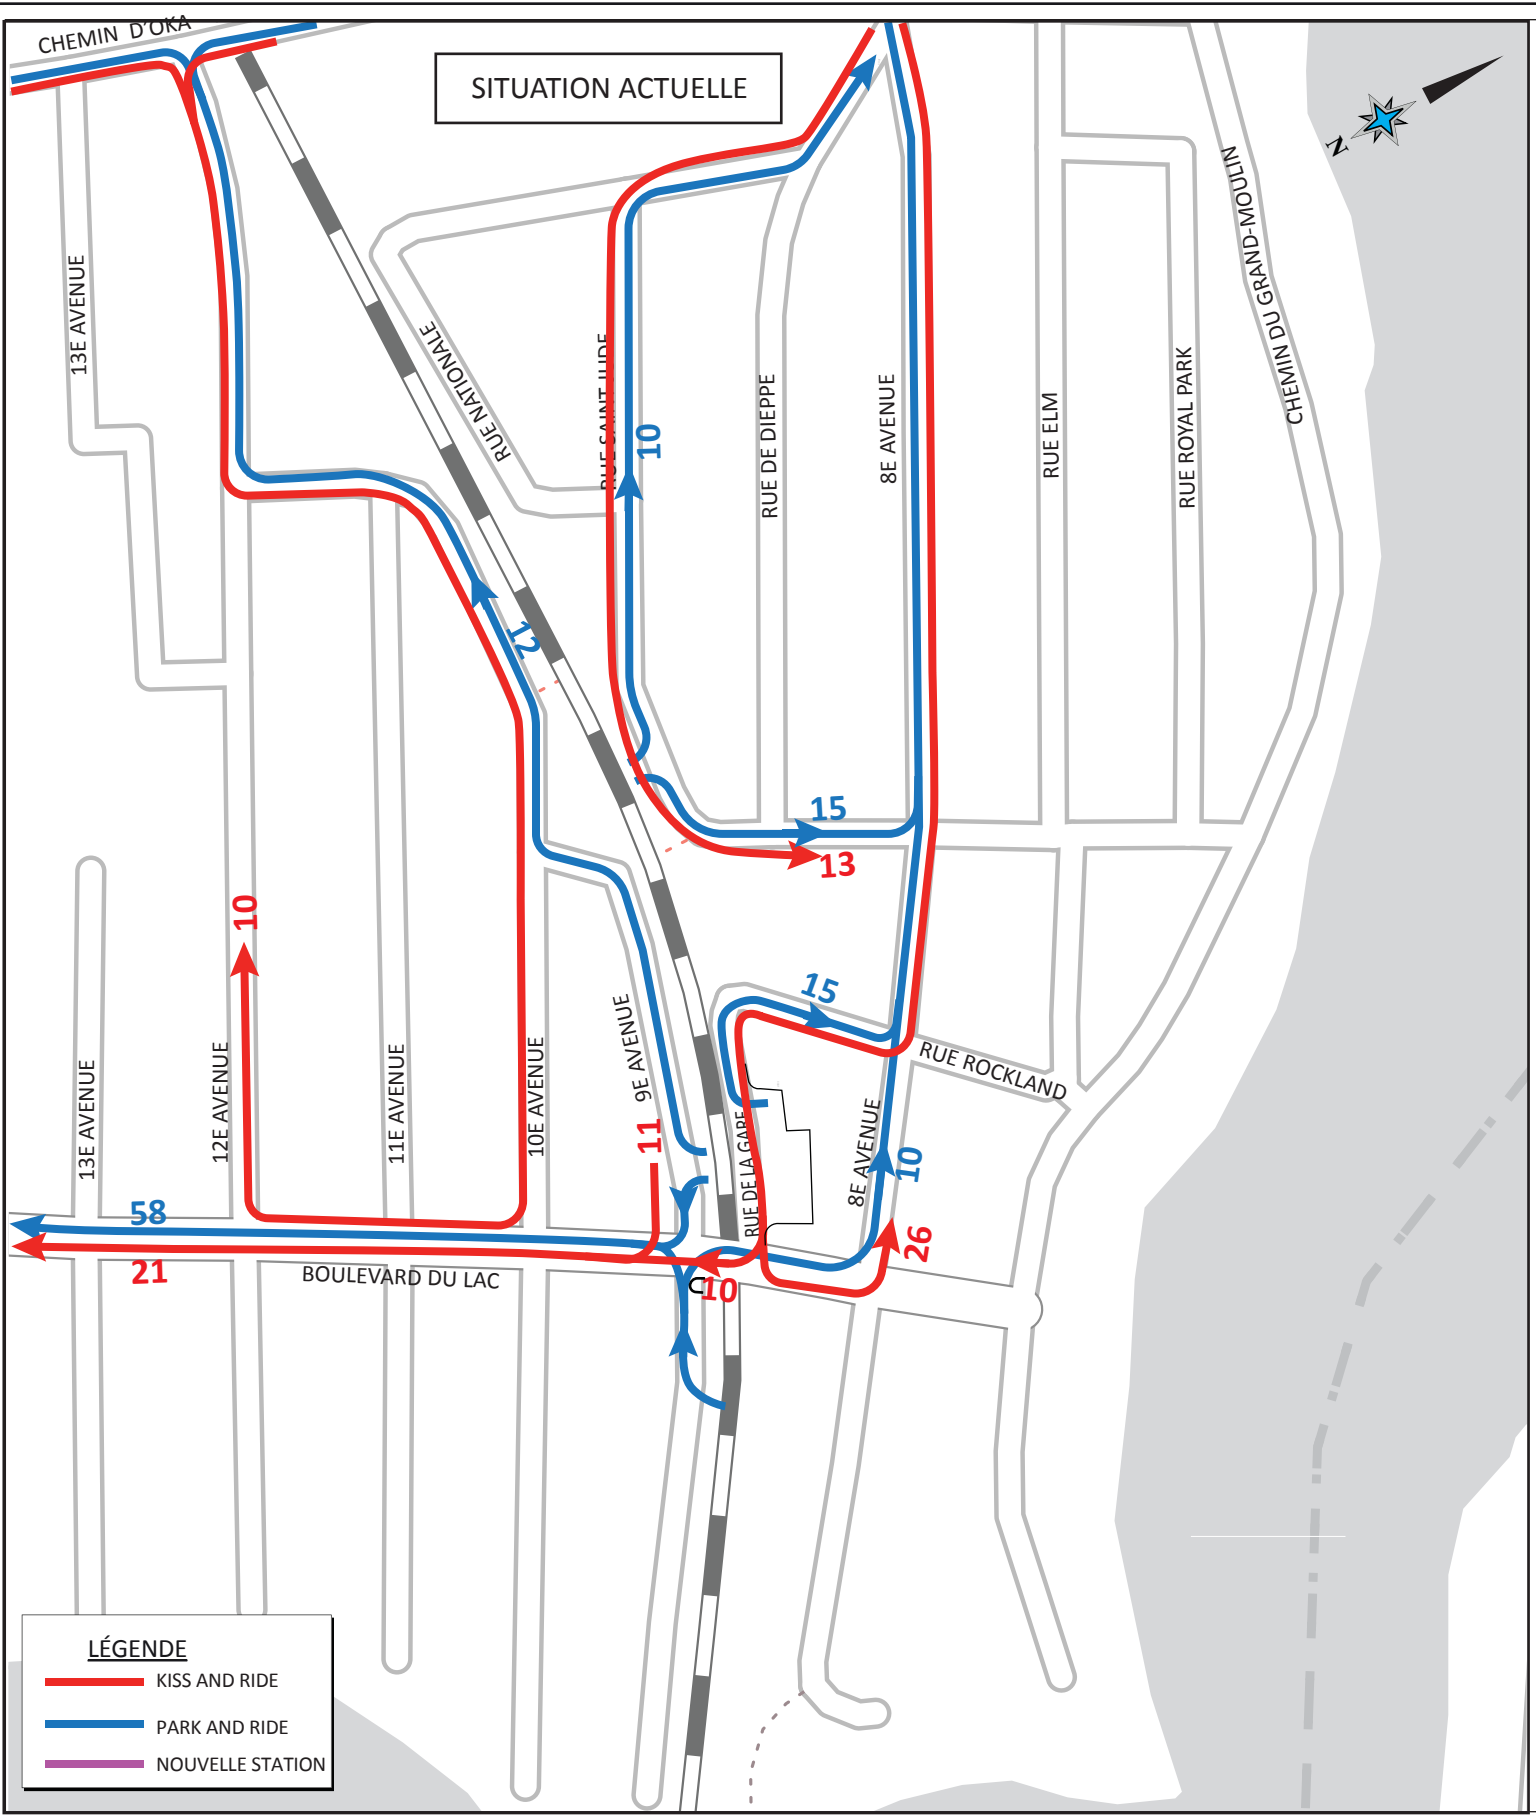 CHEMIN D'OKA
SITUATION ACTUELLE
N
13E AVENUE
RUE NATIONALE
RUE SAINT JUDE
10
RUE DE DIEPPE
8E AVENUE
RUE ELM
RUE ROYAL PARK
CHEMIN DU GRAND-MOULIN
12
15
13
10
15
13E AVENUE
12E AVENUE
11E AVENUE
10E AVENUE
9E AVENUE
11
RUE DE LA GARE
8E AVENUE
10
RUE ROCKLAND
58
21
BOULEVARD DU LAC
10
26
LÉGENDE
KISS AND RIDE
PARK AND RIDE
NOUVELLE STATION